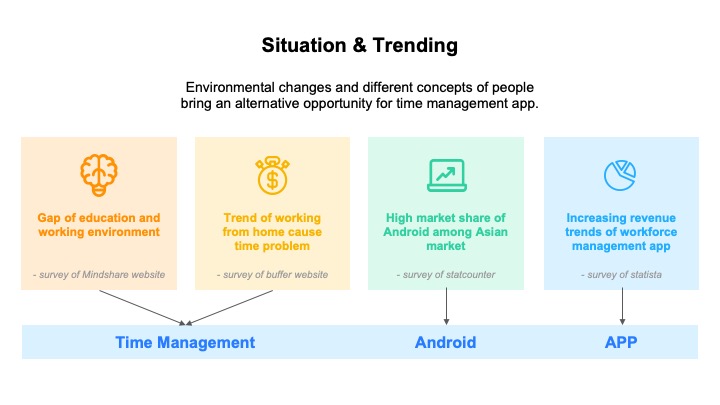 Situation & Trending
Environmental changes and different concepts of people
bring an alternative opportunity for time management app.
Gap of education and
working environment
- survey of Mindshare website
$
Trend of working
from home cause
time problem
- survey of buffer website
High market share of
Android among Asian
market
- survey of statcounter
Increasing revenue
trends of workforce
management app
- survey of statista
Time Management
Android
APP